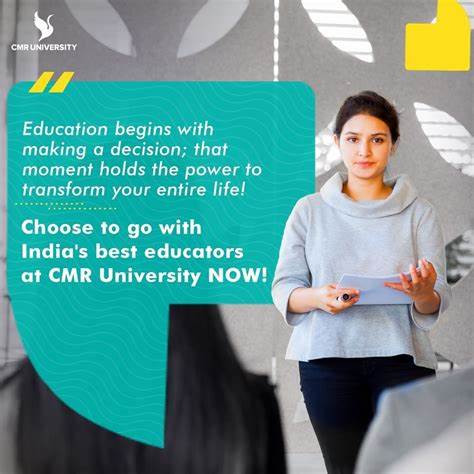 CMR UNIVERSITY
Education begins with
making a decision; that
moment holds the power to
transform your entire life!
Choose to go with
India's best educators
at CMR University NOW!